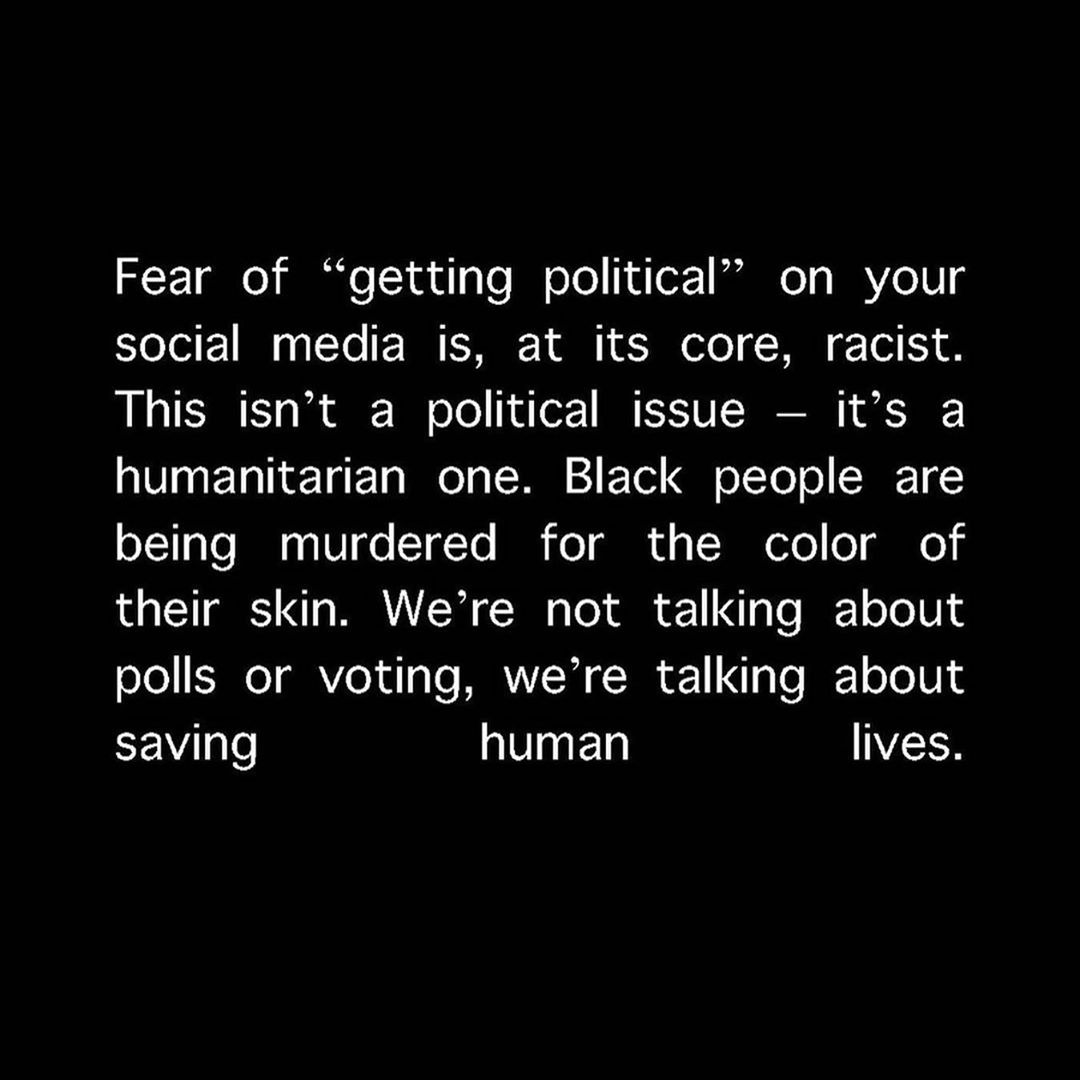 Fear of “getting political” on your
social media is, at its core, racist.
This isn’t a political issue – it’s a
humanitarian one. Black people are
being murdered for the color of
their skin. We’re not talking about
polls or voting, we’re talking about
saving human lives.